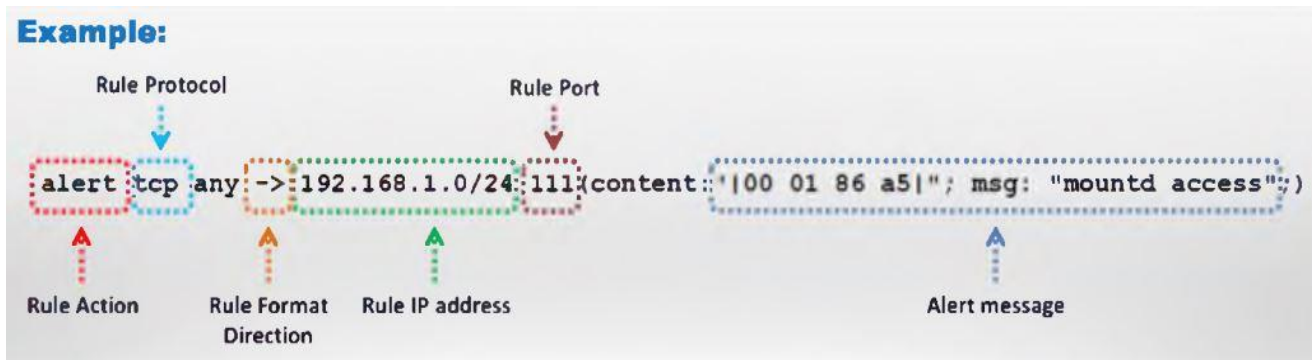 Example:
Rule Protocol
Rule Port
alert tcp any -> 192.168.1.0/24 111(content: "|00 01 86 a5|"; msg: "mountd access";)
Rule Action
Rule Format
Direction
Rule IP address
Alert message